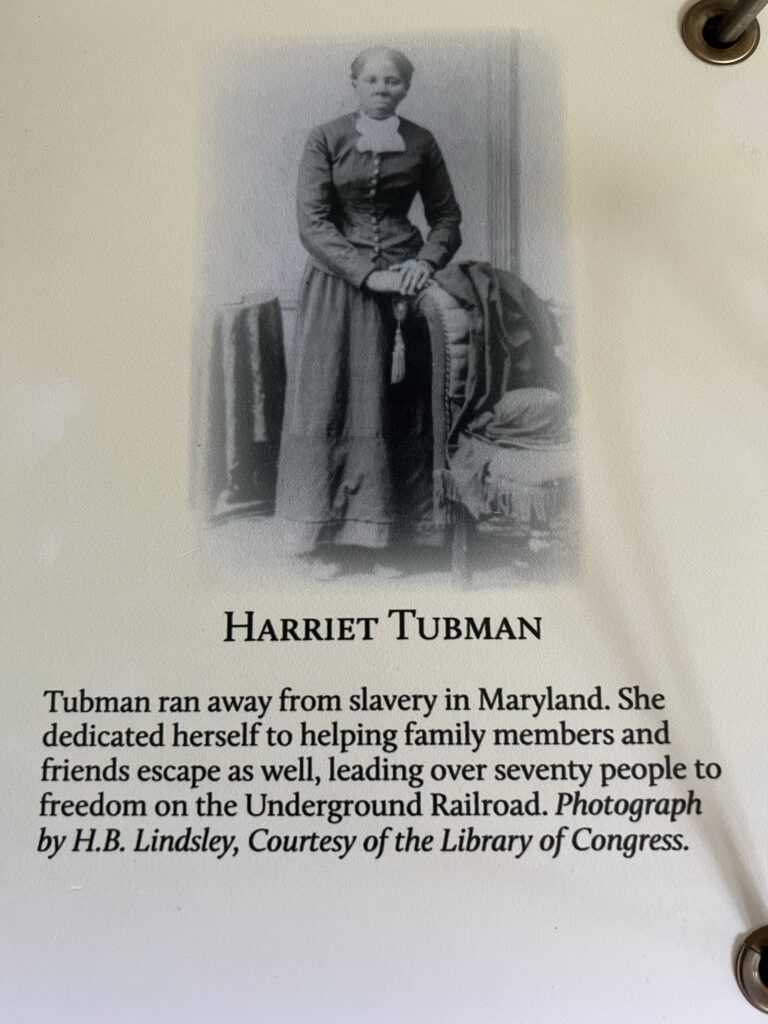 HARRIET TUBMAN
Tubman ran away from slavery in Maryland. She
dedicated herself to helping family members and
friends escape as well, leading over seventy people to
freedom on the Underground Railroad. Photograph
by H.B. Lindsley, Courtesy of the Library of Congress.